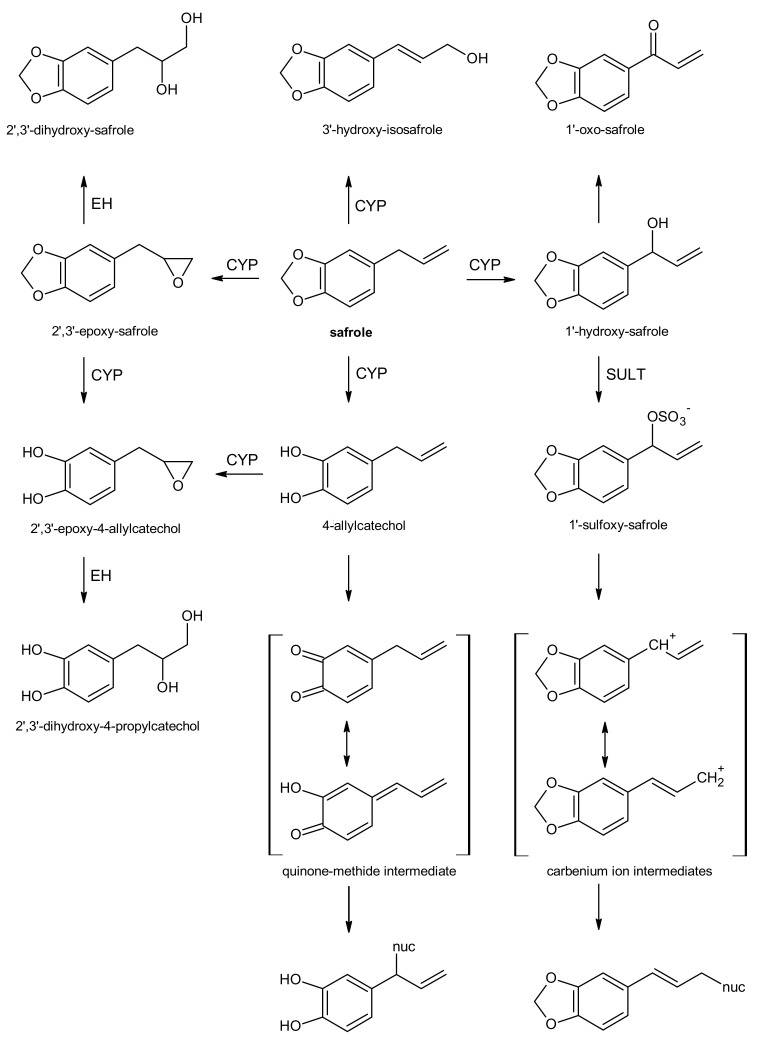 OH
O
O
OH
2',3'-dihydroxy-safrole
O
O
OH
3'-hydroxy-isosafrole
O
O
O
1'-oxo-safrole
EH
CYP
O
O
O
2',3'-epoxy-safrole
CYP
O
O
safrole
CYP
OH
O
O
1'-hydroxy-safrole
CYP
CYP
SULT
HO
HO
O
2',3'-epoxy-4-allylcatechol
CYP
HO
HO
4-allylcatechol
OSO3-
O
O
1'-sulfoxy-safrole
EH
OH
HO
HO
OH
2',3'-dihydroxy-4-propylcatechol
O
O
CH+
O
O
HO
O
quinone-methide intermediate
CH2+
O
O
carbenium ion intermediates
nuc
HO
HO
O
O
nuc